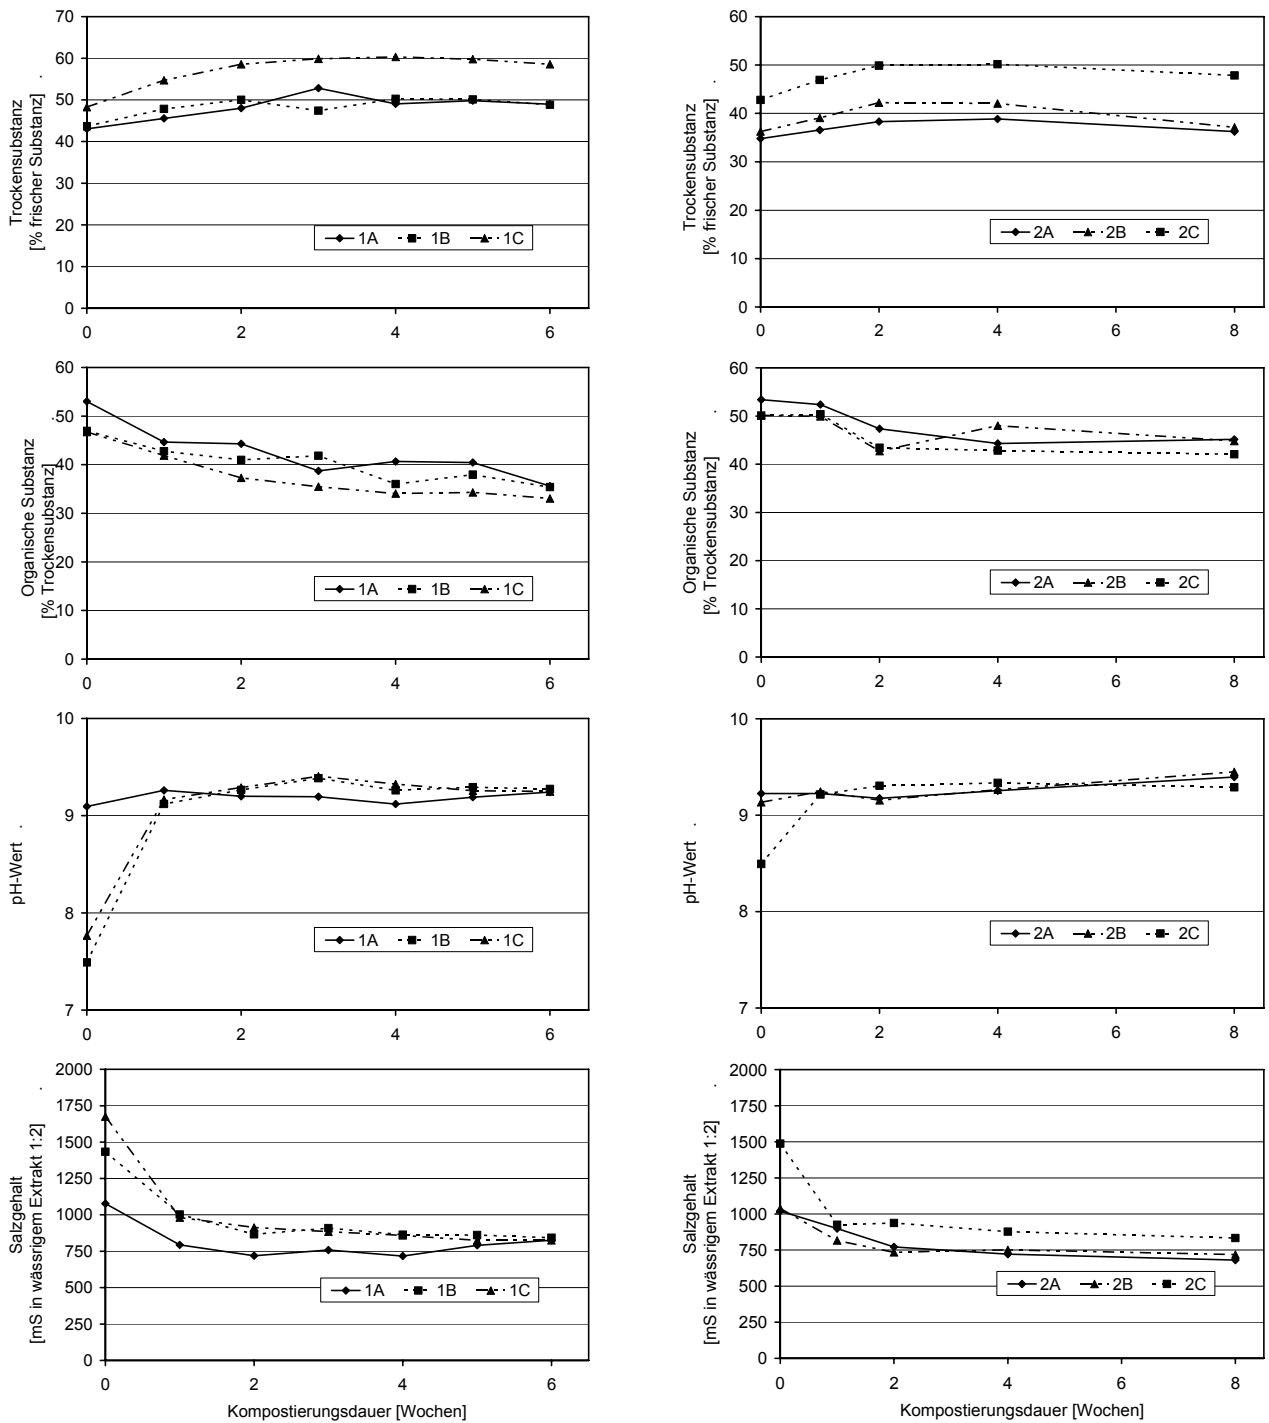 70
60
50
40
30
20
10
0
0 2 4 6
Trockensubstanz
[% frischer Substanz] .
1A 1B 1C
60
50
40
30
20
10
0
0 2 4 6 8
Trockensubstanz
[% frischer Substanz] .
2A 2B 2C
60
50
40
30
20
10
0
0 2 4 6
Organische Substanz .
[% Trockensubstanz]
1A 1B 1C
60
50
40
30
20
10
0
0 2 4 6 8
Organische Substanz .
[% Trockensubstanz]
2A 2B 2C
10
9
8
7
0 2 4 6
pH-Wert .
1A 1B 1C
10
9
8
7
0 2 4 6 8
pH-Wert .
2A 2B 2C
2000
1750
1500
1250
1000
750
500
250
0
0 2 4 6
Salzgehalt .
[mS in wässrigem Extrakt 1:2]
1A 1B 1C
Kompostierungsdauer [Wochen]
2000
1750
1500
1250
1000
750
500
250
0
0 2 4 6 8
Salzgehalt .
[mS in wässrigem Extrakt 1:2]
2A 2B 2C
Kompostierungsdauer [Wochen]